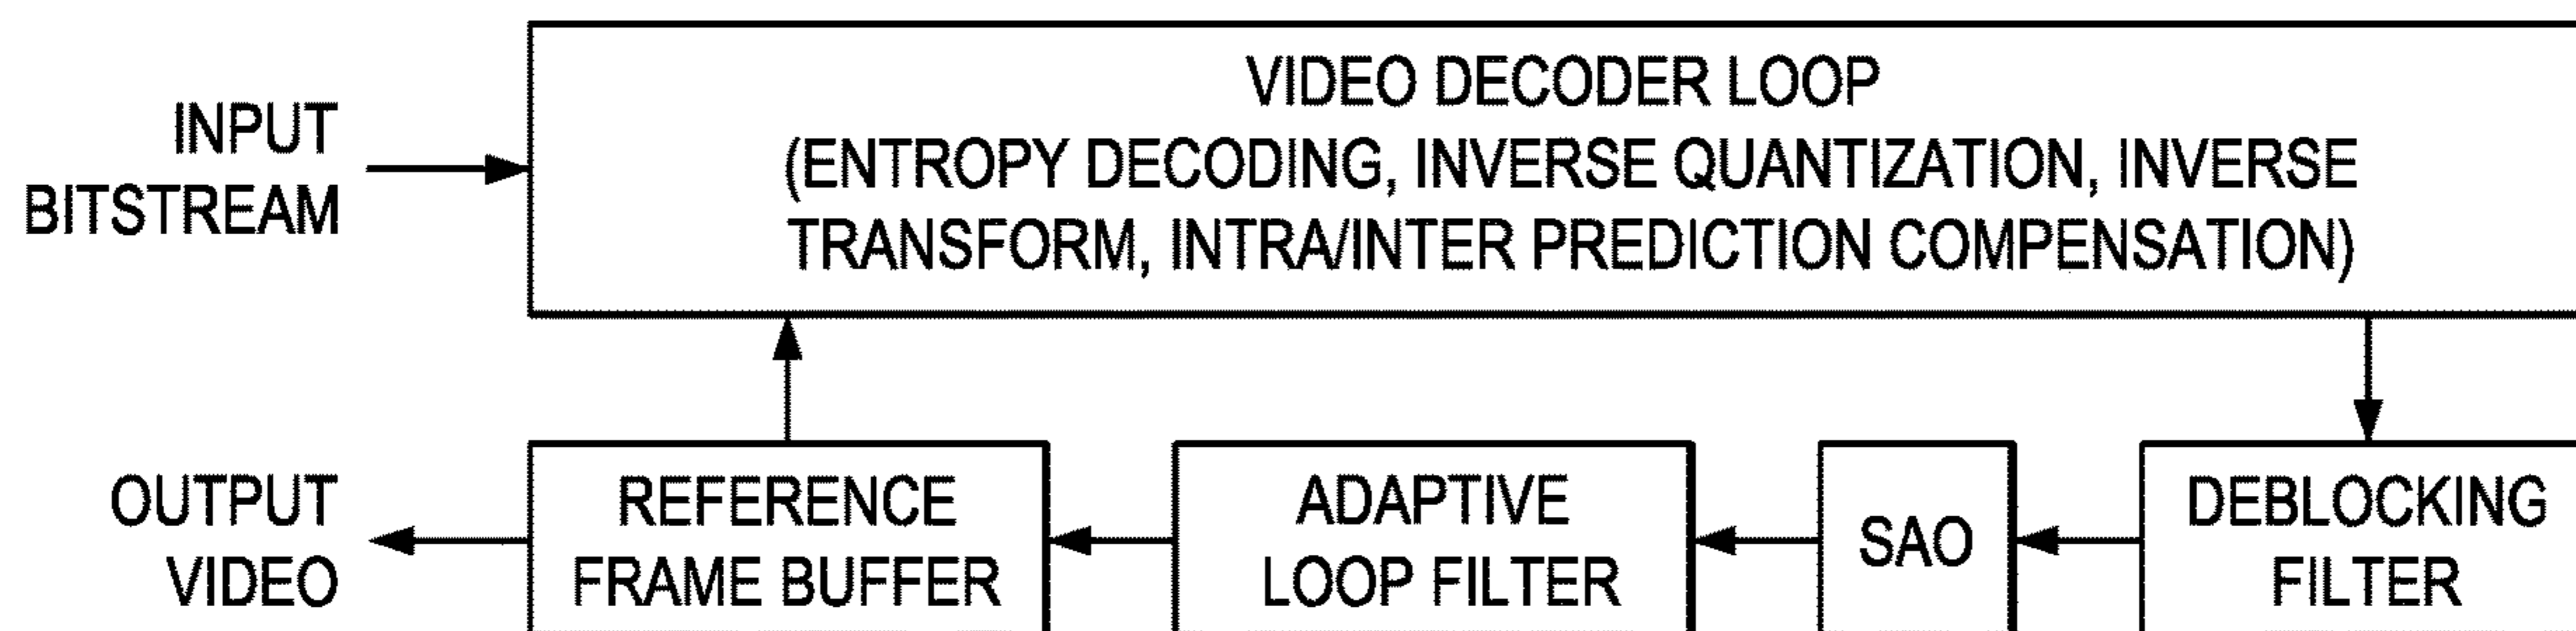 INPUT
BITSTREAM
VIDEO DECODER LOOP
(ENTROPY DECODING, INVERSE QUANTIZATION, INVERSE
TRANSFORM, INTRA/INTER PREDICTION COMPENSATION)
OUTPUT
VIDEO
REFERENCE
FRAME BUFFER
ADAPTIVE
LOOP FILTER
SAO
DEBLOCKING
FILTER